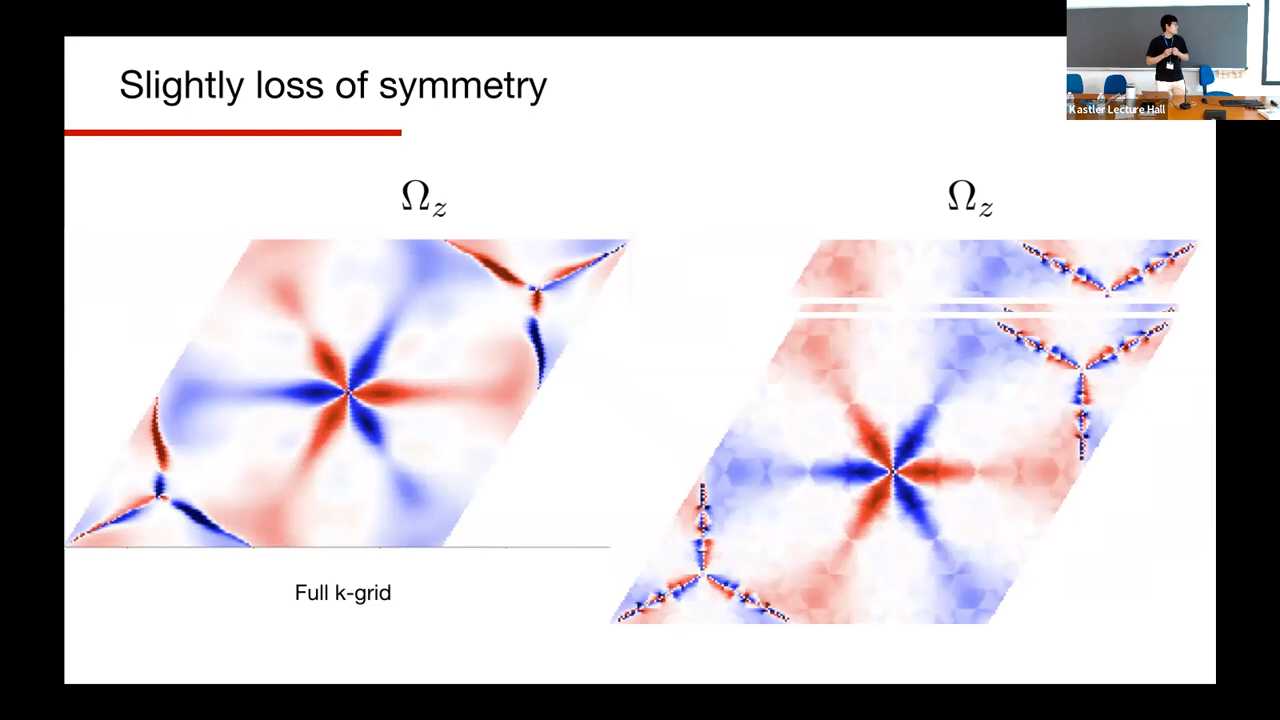 Slightly loss of symmetry
Kastler Lecture Hall
Ω_z
Ω_z
Full k-grid